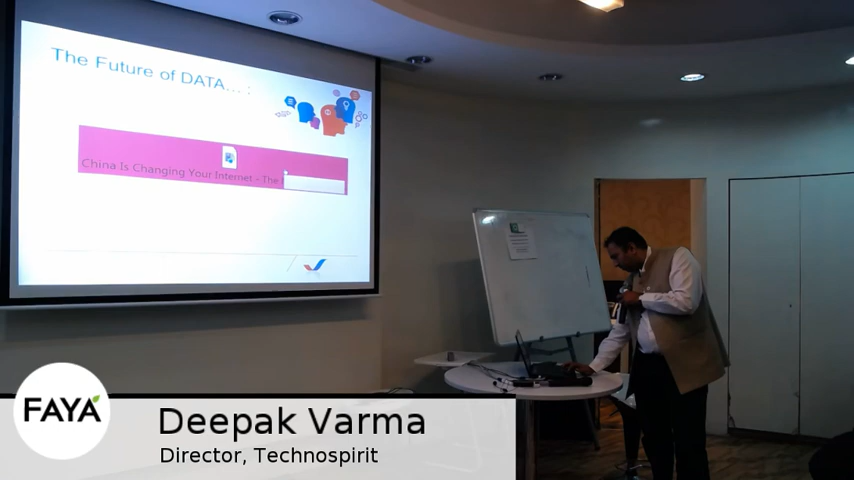 The Future of DATA... :
China Is Changing Your Internet – The
FAYA
Deepak Varma
Director, Technospirit